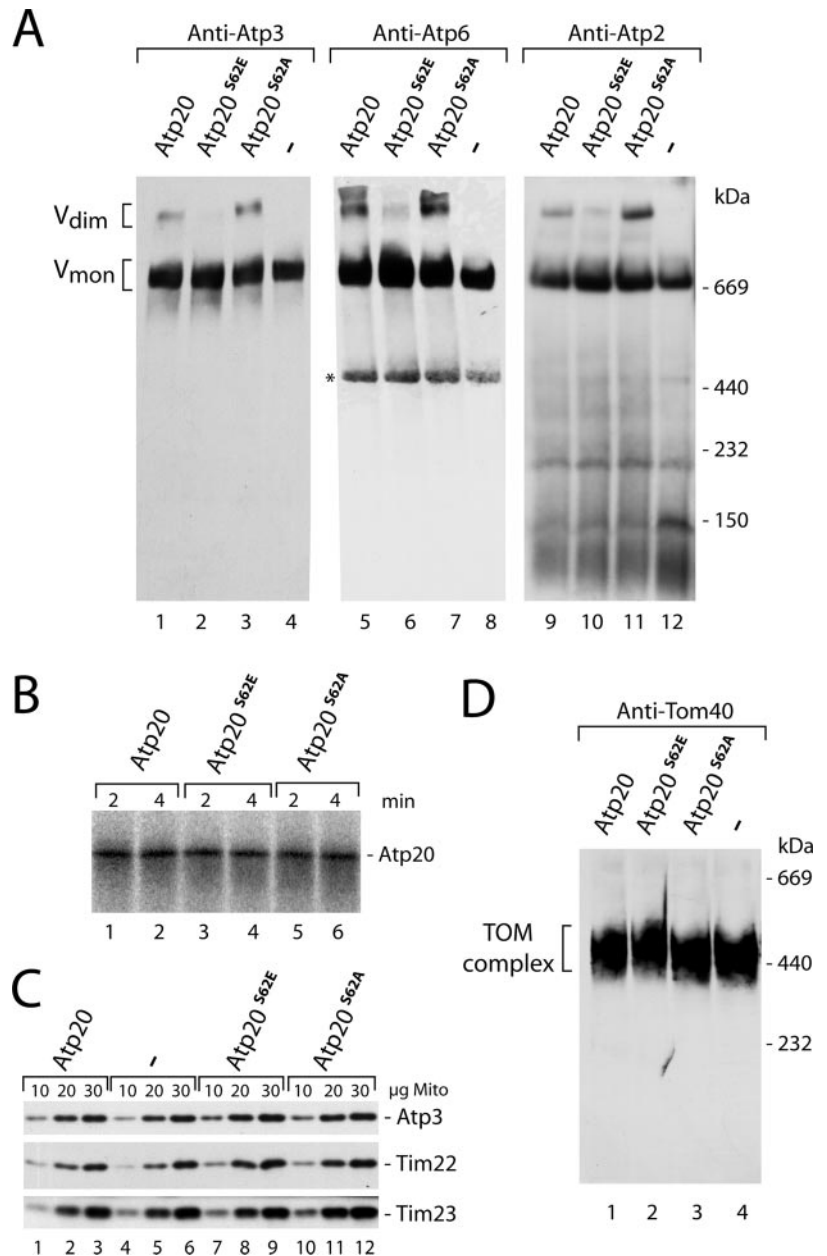 A
Anti-Atp3 Anti-Atp6 Anti-Atp2
Atp20 Atp20 S62E Atp20 S62A - Atp20 Atp20 S62E Atp20 S62A - Atp20 Atp20 S62E Atp20 S62A -
kDa
Vdim
Vmon
- 669
*
- 440
- 232
- 150
1 2 3 4 5 6 7 8 9 10 11 12
B
Atp20 Atp20 S62E Atp20 S62A
2 4 2 4 2 4 min
- Atp20
1 2 3 4 5 6
C
Atp20 - Atp20 S62E Atp20 S62A
10 20 30 10 20 30 10 20 30 10 20 30 μg Mito
- Atp3
- Tim22
- Tim23
1 2 3 4 5 6 7 8 9 10 11 12
D
Anti-Tom40
Atp20 Atp20 S62E Atp20 S62A -
kDa
- 669
TOM
complex
- 440
- 232
1 2 3 4